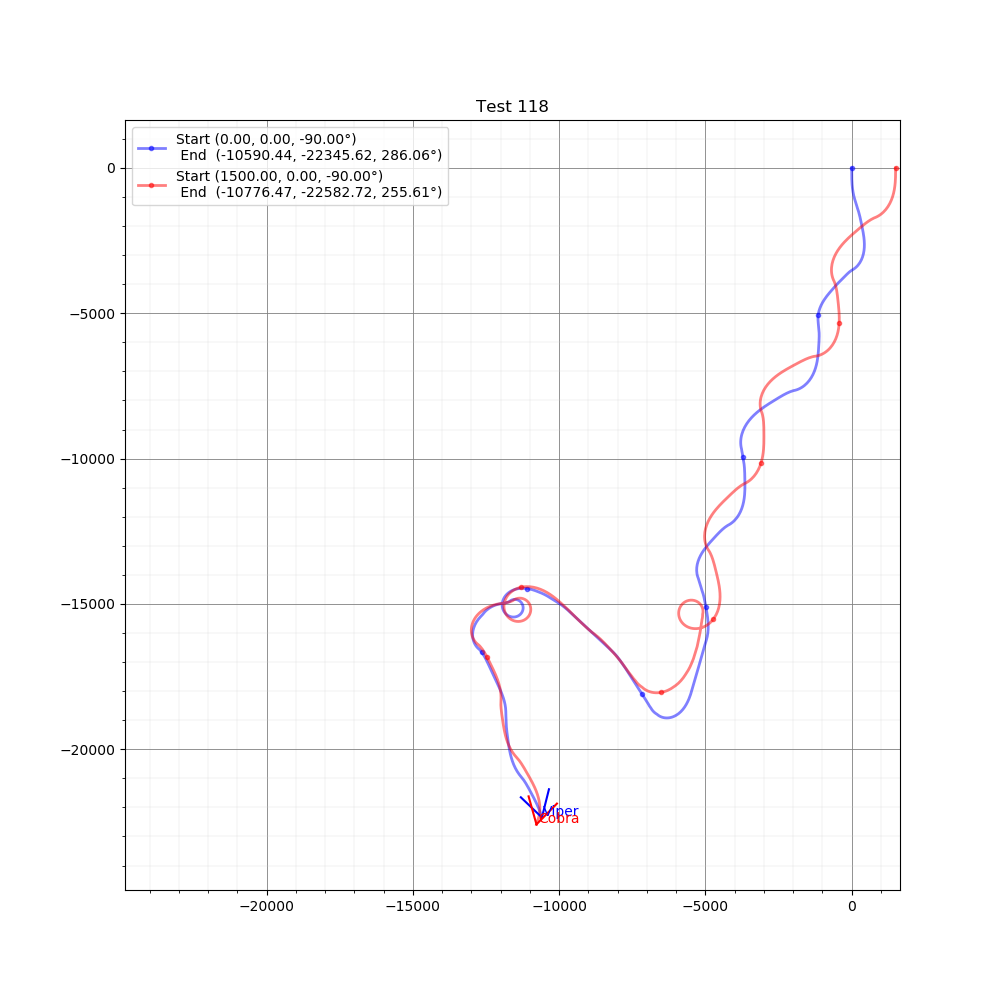 Test 118
Start (0.00, 0.00, -90.00°)
End (-10590.44, -22345.62, 286.06°)
Start (1500.00, 0.00, -90.00°)
End (-10776.47, -22582.72, 255.61°)
0
−5000
−10000
−15000
−20000
Cobra
−20000
−15000
−10000
−5000
0